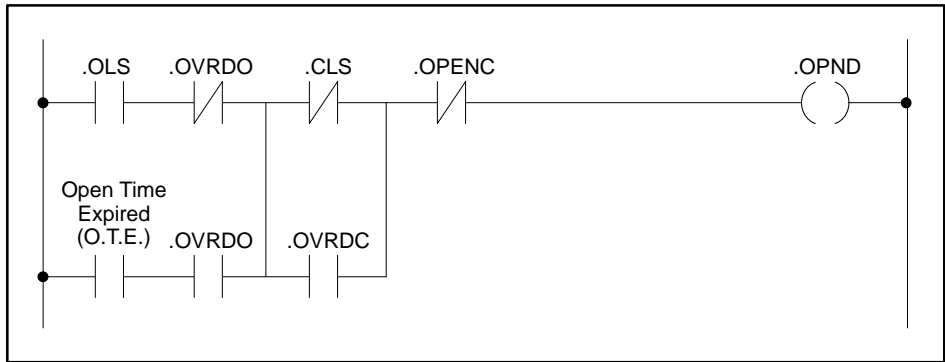 .OLS .OVRDO .CLS .OPENC .OPND
Open Time
Expired
(O.T.E.) .OVRDO .OVRDC